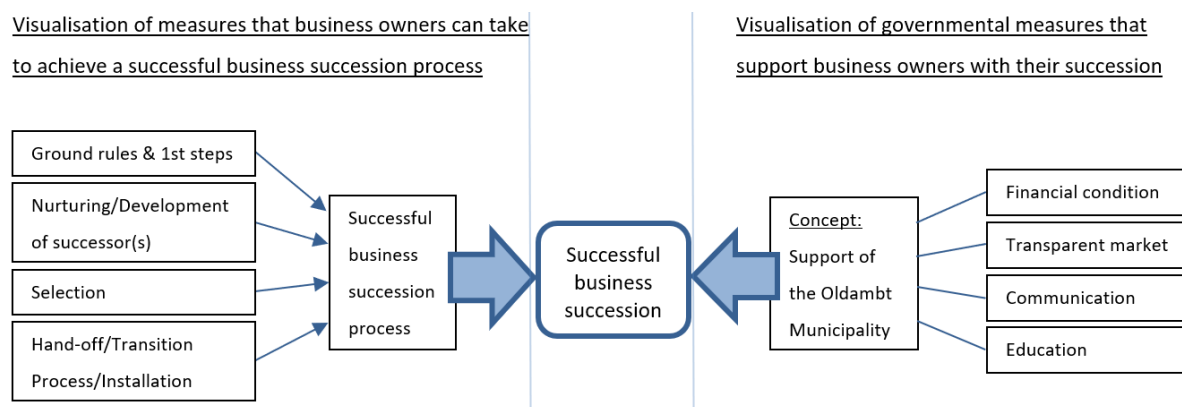 Visualisation of measures that business owners can take
to achieve a successful business succession process
Ground rules & 1st steps
Nurturing/Development
of successor(s)
Selection
Hand-off/Transition
Process/Installation
Successful
business
succession
process
Successful
business
succession
Visualisation of governmental measures that
support business owners with their succession
Concept:
Support of
the Oldambt
Municipality
Financial condition
Transparent market
Communication
Education